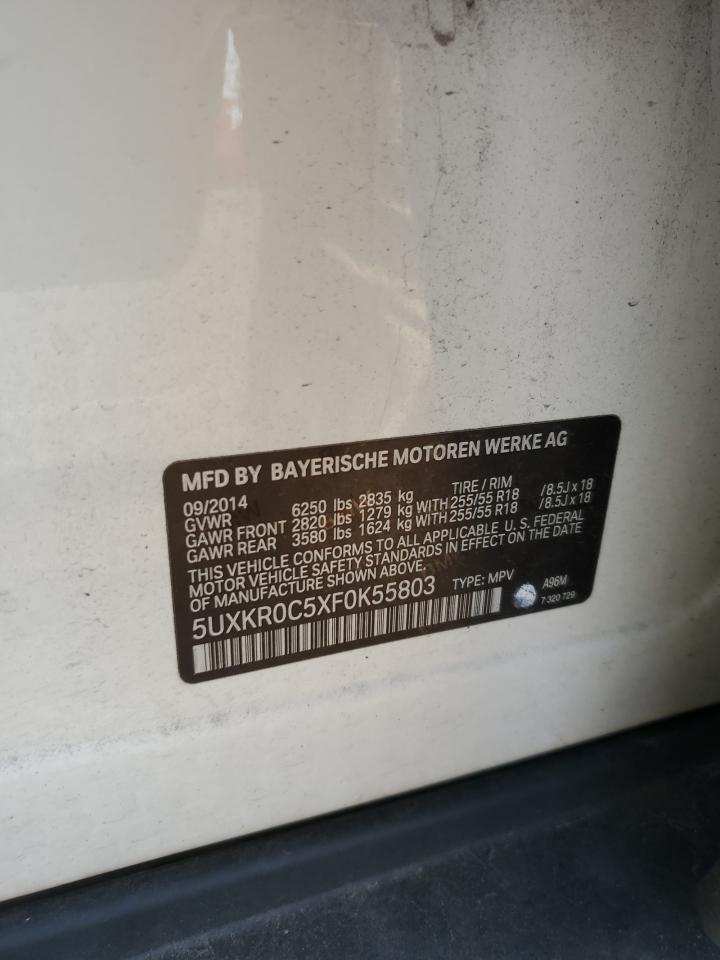 MFD BY BAYERISCHE MOTOREN WERKE AG
09/2014 TIRE / RIM
GVWR 6250 lbs 2835 kg
GAWR FRONT 2820 lbs 1279 kg WITH 255/55 R18 /8.5J x 18
GAWR REAR 3580 lbs 1624 kg WITH 255/55 R18 /8.5J x 18
THIS VEHICLE CONFORMS TO ALL APPLICABLE U.S. FEDERAL
MOTOR VEHICLE SAFETY STANDARDS IN EFFECT ON THE DATE
OF MANUFACTURE SHOWN ABOVE.
5UXKR0C5XF0K55803 TYPE: MPV A96M
7 320 729